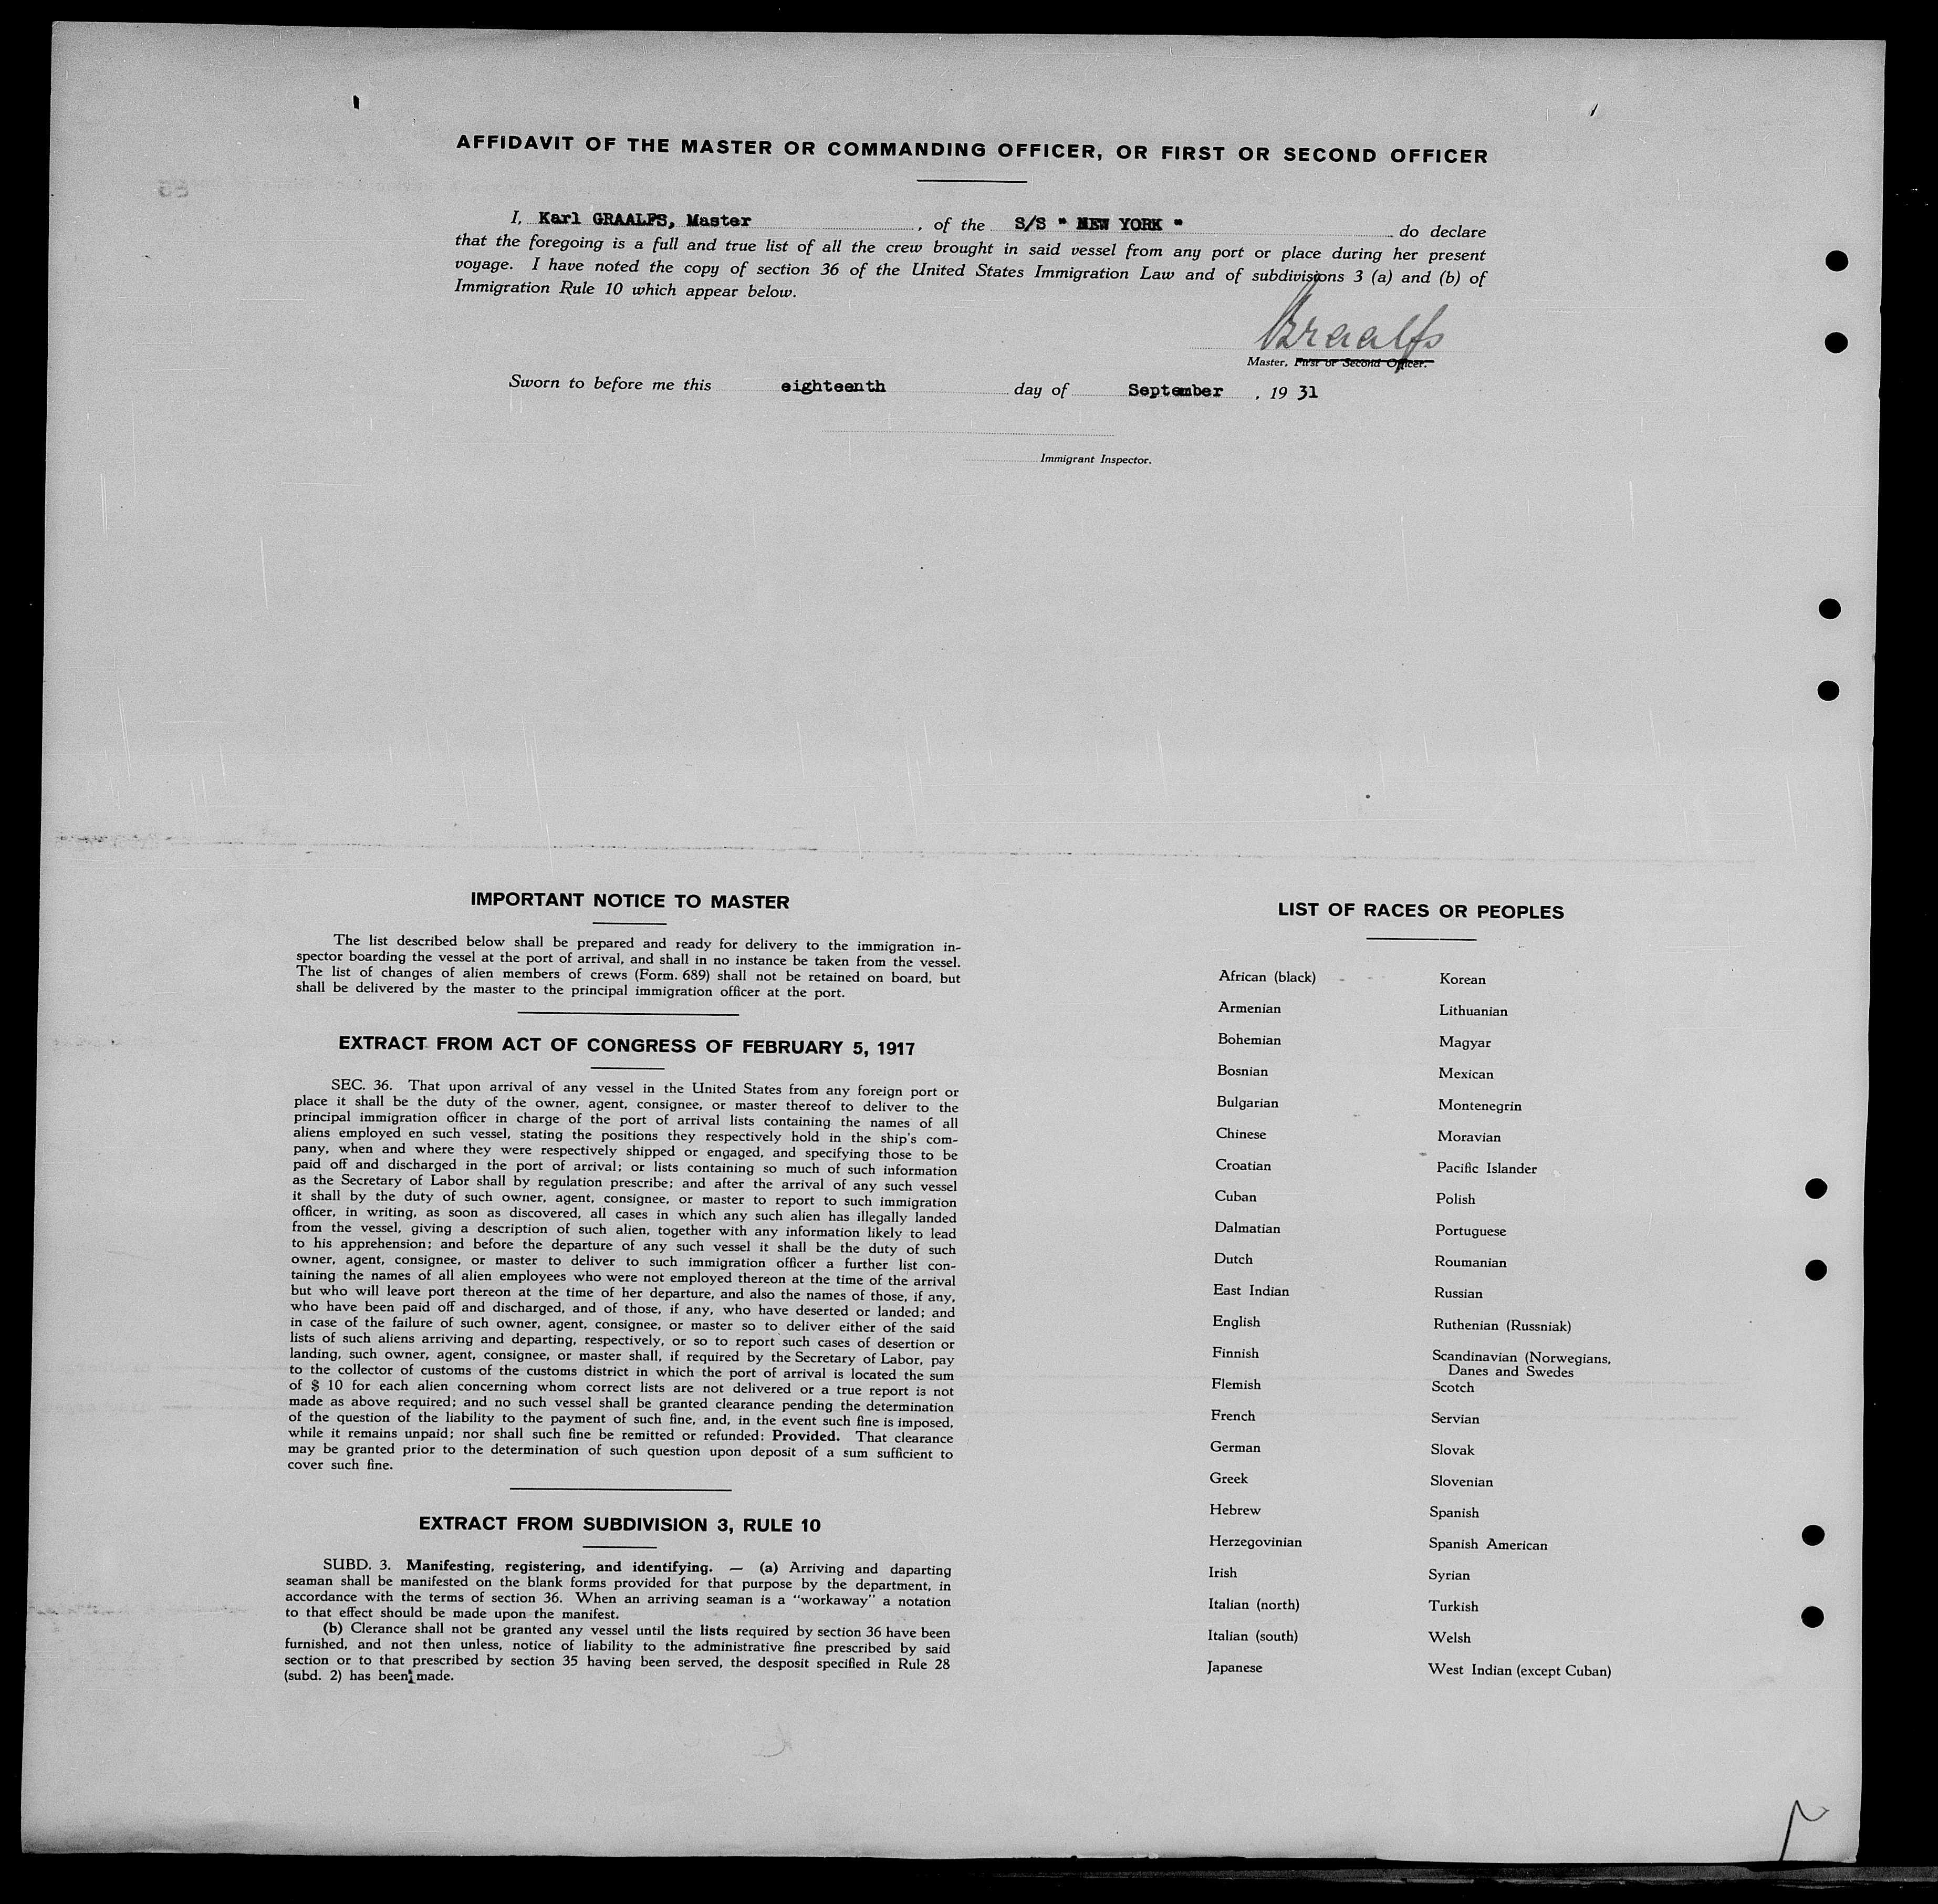 AFFIDAVIT OF THE MASTER OR COMMANDING OFFICER, OR FIRST OR SECOND OFFICER
I, Karl GRAALFS, Master, of the S/S " NEW YORK " do declare
that the foregoing is a full and true list of all the crew brought in said vessel from any port or place during her present
voyage. I have noted the copy of section 36 of the United States Immigration Law and of subdivisions 3 (a) and (b) of
Immigration Rule 10 which appear below.
Graalfs
Master, First or Second Officer.
Sworn to before me this eighteenth day of September, 19 31
Immigrant Inspector.
IMPORTANT NOTICE TO MASTER
The list described below shall be prepared and ready for delivery to the immigration in-
spector boarding the vessel at the port of arrival, and shall in no instance be taken from the vessel.
The list of changes of alien members of crews (Form. 689) shall not be retained on board, but
shall be delivered by the master to the principal immigration officer at the port.
EXTRACT FROM ACT OF CONGRESS OF FEBRUARY 5, 1917
SEC. 36. That upon arrival of any vessel in the United States from any foreign port or
place it shall be the duty of the owner, agent, consignee, or master thereof to deliver to the
principal immigration officer in charge of the port of arrival lists containing the names of all
aliens employed en such vessel, stating the positions they respectively hold in the ship's com-
pany, when and where they were respectively shipped or engaged, and specifying those to be
paid off and discharged in the port of arrival; or lists containing so much of such information
as the Secretary of Labor shall by regulation prescribe; and after the arrival of any such vessel
it shall by the duty of such owner, agent, consignee, or master to report to such immigration
officer, in writing, as soon as discovered, all cases in which any such alien has illegally landed
from the vessel, giving a description of such alien, together with any information likely to lead
to his apprehension; and before the departure of any such vessel it shall be the duty of such
owner, agent, consignee, or master to deliver to such immigration officer a further list con-
taining the names of all alien employees who were not employed thereon at the time of the arrival
but who will leave port thereon at the time of her departure, and also the names of those, if any,
who have been paid off and discharged, and of those, if any, who have deserted or landed; and
in case of the failure of such owner, agent, consignee, or master so to deliver either of the said
lists of such aliens arriving and departing, respectively, or so to report such cases of desertion or
landing, such owner, agent, consignee, or master shall, if required by the Secretary of Labor, pay
to the collector of customs of the customs district in which the port of arrival is located the sum
of $ 10 for each alien concerning whom correct lists are not delivered or a true report is not
made as above required; and no such vessel shall be granted clearance pending the determination
of the question of the liability to the payment of such fine, and, in the event such fine is imposed,
while it remains unpaid; nor shall such fine be remitted or refunded: Provided. That clearance
may be granted prior to the determination of such question upon deposit of a sum sufficient to
cover such fine.
EXTRACT FROM SUBDIVISION 3, RULE 10
SUBD. 3. Manifesting, registering, and identifying. — (a) Arriving and daparting
seaman shall be manifested on the blank forms provided for that purpose by the department, in
accordance with the terms of section 36. When an arriving seaman is a "workaway" a notation
to that effect should be made upon the manifest.
(b) Clerance shall not be granted any vessel until the lists required by section 36 have been
furnished, and not then unless, notice of liability to the administrative fine prescribed by said
section or to that prescribed by section 35 having been served, the desposit specified in Rule 28
(subd. 2) has been made.
LIST OF RACES OR PEOPLES
African (black)
Armenian
Bohemian
Bosnian
Bulgarian
Chinese
Croatian
Cuban
Dalmatian
Dutch
East Indian
English
Finnish
Flemish
French
German
Greek
Hebrew
Herzegovinian
Irish
Italian (north)
Italian (south)
Japanese
Korean
Lithuanian
Magyar
Mexican
Montenegrin
Moravian
Pacific Islander
Polish
Portuguese
Roumanian
Russian
Ruthenian (Russniak)
Scandinavian (Norwegians,
Danes and Swedes
Scotch
Servian
Slovak
Slovenian
Spanish
Spanish American
Syrian
Turkish
Welsh
West Indian (except Cuban)